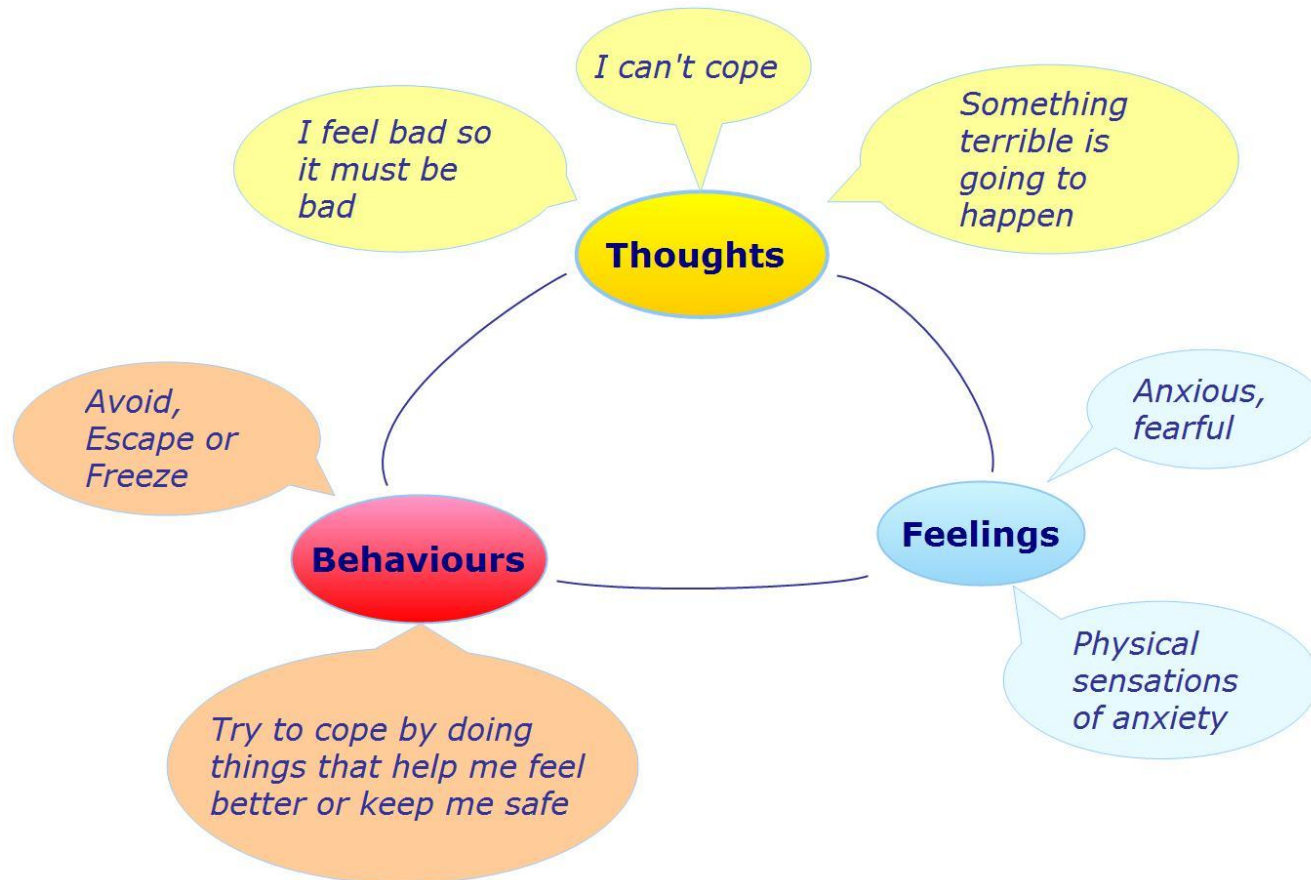 I can't cope
I feel bad so
it must be
bad
Something
terrible is
going to
happen
Thoughts
Avoid,
Escape or
Freeze
Anxious,
fearful
Behaviours
Feelings
Physical
sensations
of anxiety
Try to cope by doing
things that help me feel
better or keep me safe